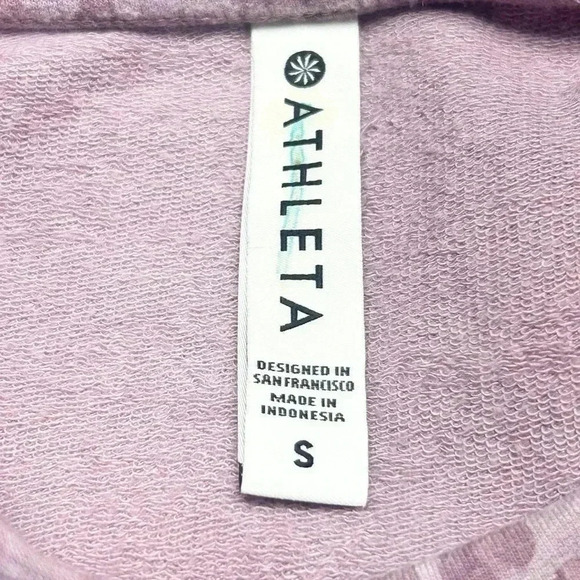 ATHLETA
DESIGNED IN
SAN FRANCISCO
MADE IN
INDONESIA
S